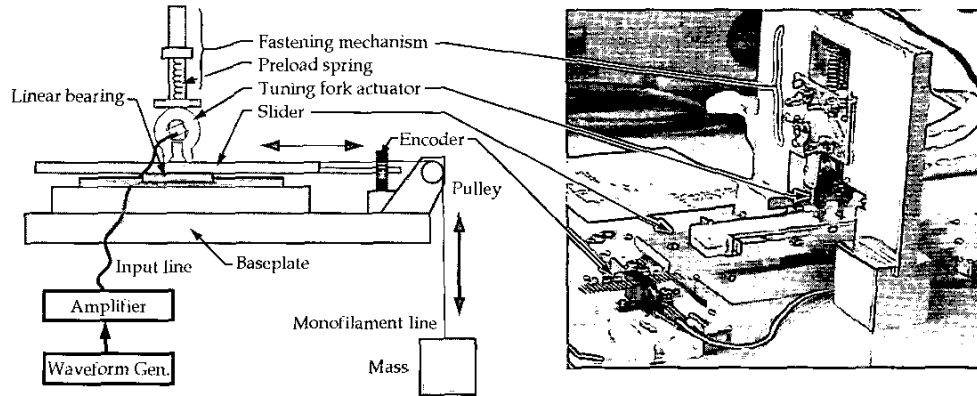 Fastening mechanism
Preload spring
Linear bearing
Tuning fork actuator
Slider
Encoder
Pulley
Input line
Baseplate
Amplifier
Monofilament line
Waveform Gen.
Mass